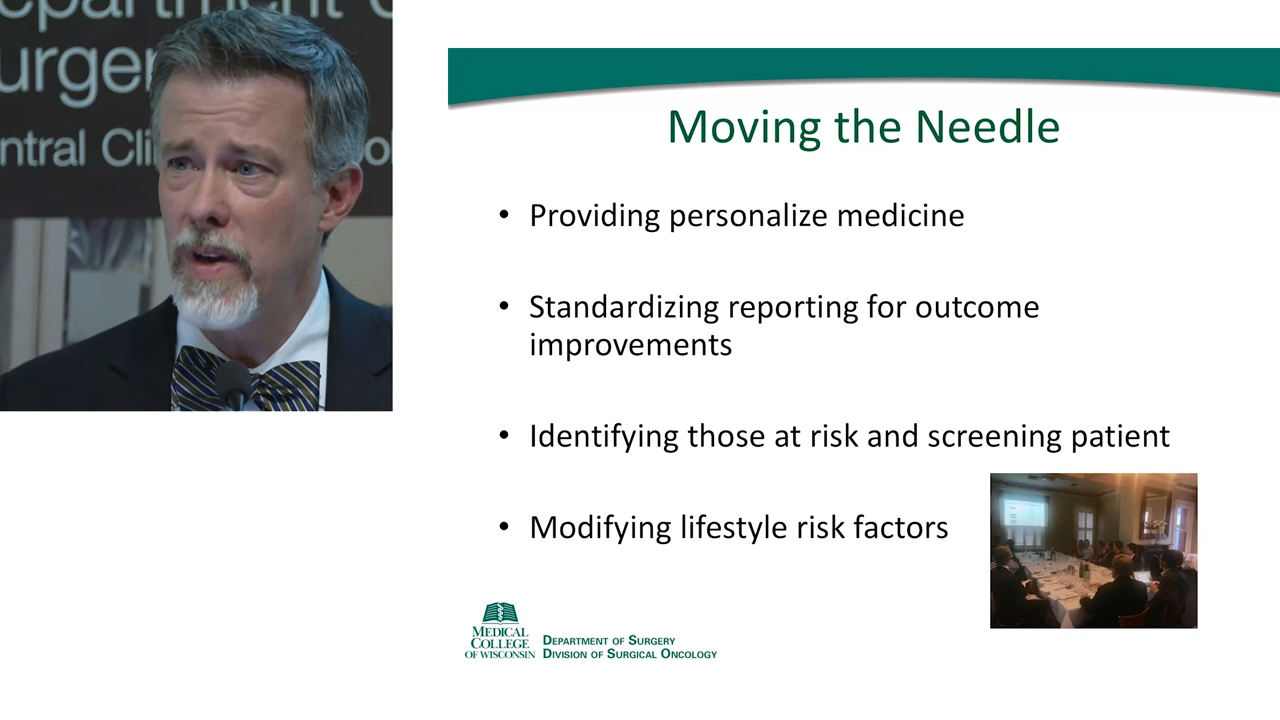 urge
ntral Cli
Moving the Needle
• Providing personalize medicine
• Standardizing reporting for outcome
improvements
• Identifying those at risk and screening patient
• Modifying lifestyle risk factors
MEDICAL
COLLEGE
OF WISCONSIN
DEPARTMENT OF SURGERY
DIVISION OF SURGICAL ONCOLOGY